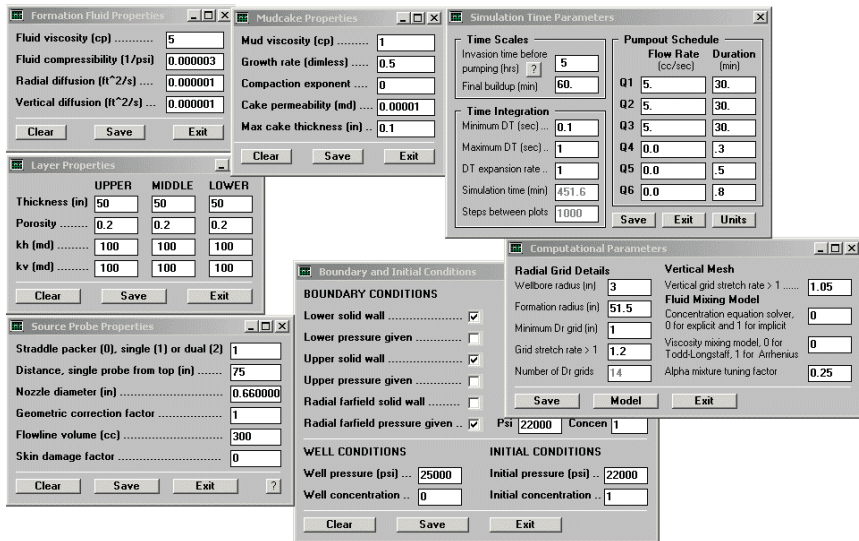 Formation Fluid Properties
Fluid viscosity (cp) ........... 5
Fluid compressibility (1/psi) 0.000003
Radial diffusion (ft^2/s) .... 0.000001
Vertical diffusion (ft^2/s) ... 0.000001
Clear Save Exit
Mudcake Properties
Mud viscosity (cp) ......... 1
Growth rate (dimless) .... 0.5
Compaction exponent .... 0
Cake permeability (md) .... 0.00001
Max cake thickness (in) .. 0.1
Clear Save Exit
Simulation Time Parameters
Time Scales
Invasion time before
pumping (hrs) ? 5
Final buildup (min) 60.
Time Integration
Minimum DT (sec) ... 0.1
Maximum DT (sec) ... 1
DT expansion rate .. 1
Simulation time (min) 451.6
Steps between plots 1000
Pumpout Schedule
Flow Rate Duration
(cc/sec) (min)
Q1 5. 30.
Q2 5. 30.
Q3 5. 30.
Q4 0.0 .3
Q5 0.0 .5
Q6 0.0 .8
Save Exit Units
Layer Properties
UPPER MIDDLE LOWER
Thickness (in) 50 50 50
Porosity ........ 0.2 0.2 0.2
kh (md) ......... 100 100 100
kv (md) ......... 100 100 100
Clear Save Exit
Source Probe Properties
Straddle packer (0), single (1) or dual (2) 1
Distance, single probe from top (in) ....... 75
Nozzle diameter (in) ............................. 0.660000
Geometric correction factor ................. 1
Flowline volume (cc) ............................ 300
Skin damage factor .............................. 0
Clear Save Exit ?
Boundary and Initial Conditions
BOUNDARY CONDITIONS
Lower solid wall ....................
Lower pressure given ............
Upper solid wall ....................
Upper pressure given ............
Radial farfield solid wall .........
Radial farfield pressure given .. Psi 22000 Concen 1
WELL CONDITIONS
Well pressure (psi) ... 25000
Well concentration .. 0
INITIAL CONDITIONS
Initial pressure (psi) .. 22000
Initial concentration .. 1
Clear Save Exit
Computational Parameters
Radial Grid Details
Wellbore radius (in) 3
Formation radius (in) 51.5
Minimum Dr grid (in) 1
Grid stretch rate > 1 1.2
Number of Dr grids 14
Vertical Mesh
Vertical grid stretch rate > 1 ...... 1.05
Fluid Mixing Model
Concentration equation solver,
0 for explicit and 1 for implicit 0
Viscosity mixing model, 0 for
Todd-Longstaff, 1 for Arrhenius 0
Alpha mixture tuning factor 0.25
Save Model Exit